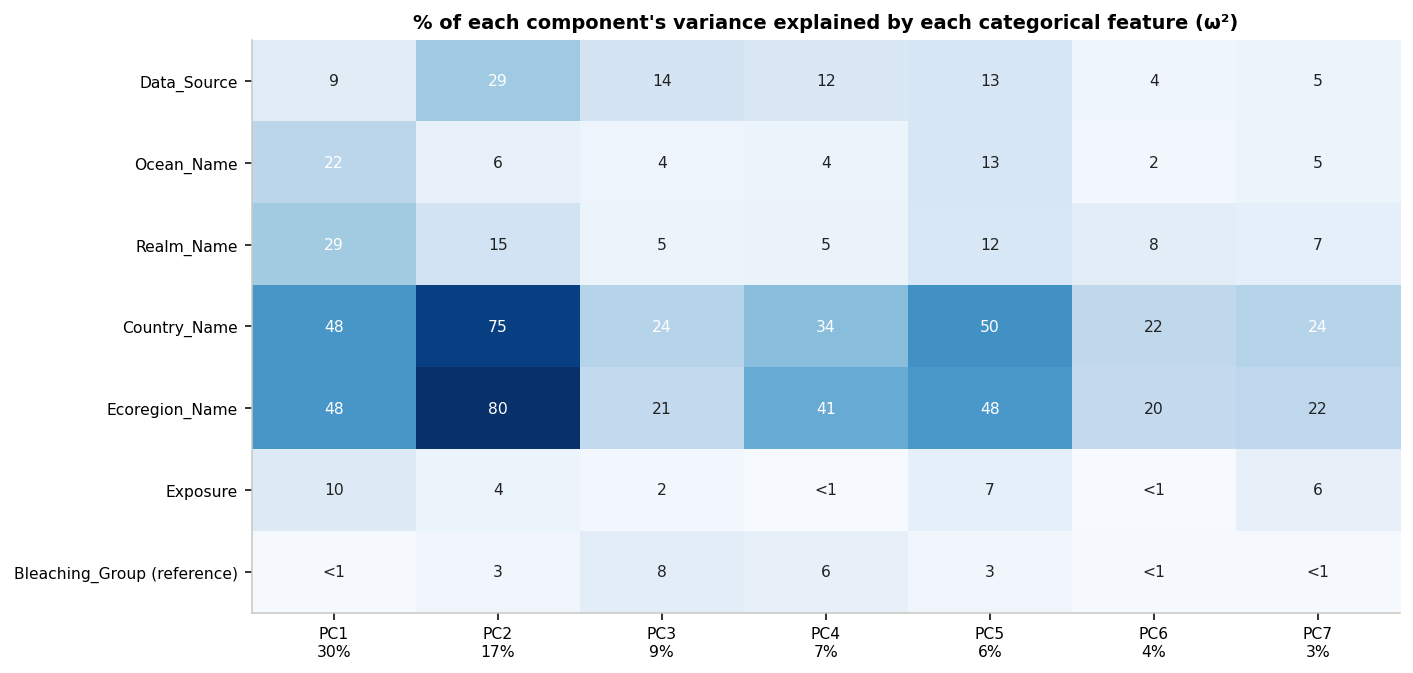 % of each component's variance explained by each categorical feature (ω²)
Data_Source 9 29 14 12 13 4 5
Ocean_Name 22 6 4 4 13 2 5
Realm_Name 29 15 5 5 12 8 7
Country_Name 48 75 24 34 50 22 24
Ecoregion_Name 48 80 21 41 48 20 22
Exposure 10 4 2 <1 7 <1 6
Bleaching_Group (reference) <1 3 8 6 3 <1 <1
PC1 PC2 PC3 PC4 PC5 PC6 PC7
30% 17% 9% 7% 6% 4% 3%